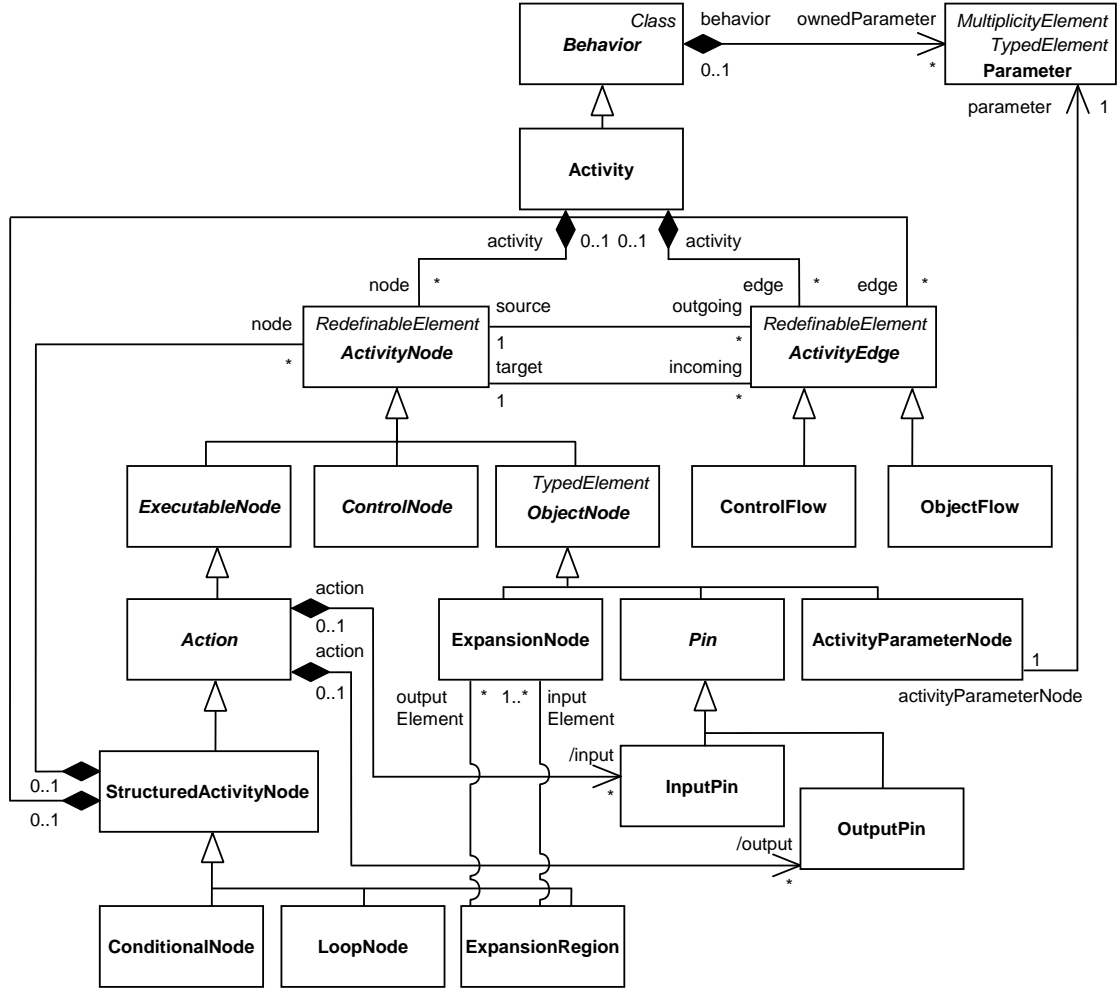 Class
Behavior
behavior
ownedParameter
0..1
*
MultiplicityElement
TypedElement
Parameter
parameter
1
Activity
activity
0..1
0..1
activity
node
*
edge
*
edge
*
node
*
RedefinableElement
ActivityNode
source
outgoing
1
*
target
incoming
1
*
RedefinableElement
ActivityEdge
ExecutableNode
ControlNode
TypedElement
ObjectNode
ControlFlow
ObjectFlow
Action
action
0..1
action
0..1
ExpansionNode
Pin
ActivityParameterNode
1
activityParameterNode
output
Element
*
1..*
input
Element
0..1
0..1
StructuredActivityNode
/input
*
InputPin
/output
*
OutputPin
ConditionalNode
LoopNode
ExpansionRegion